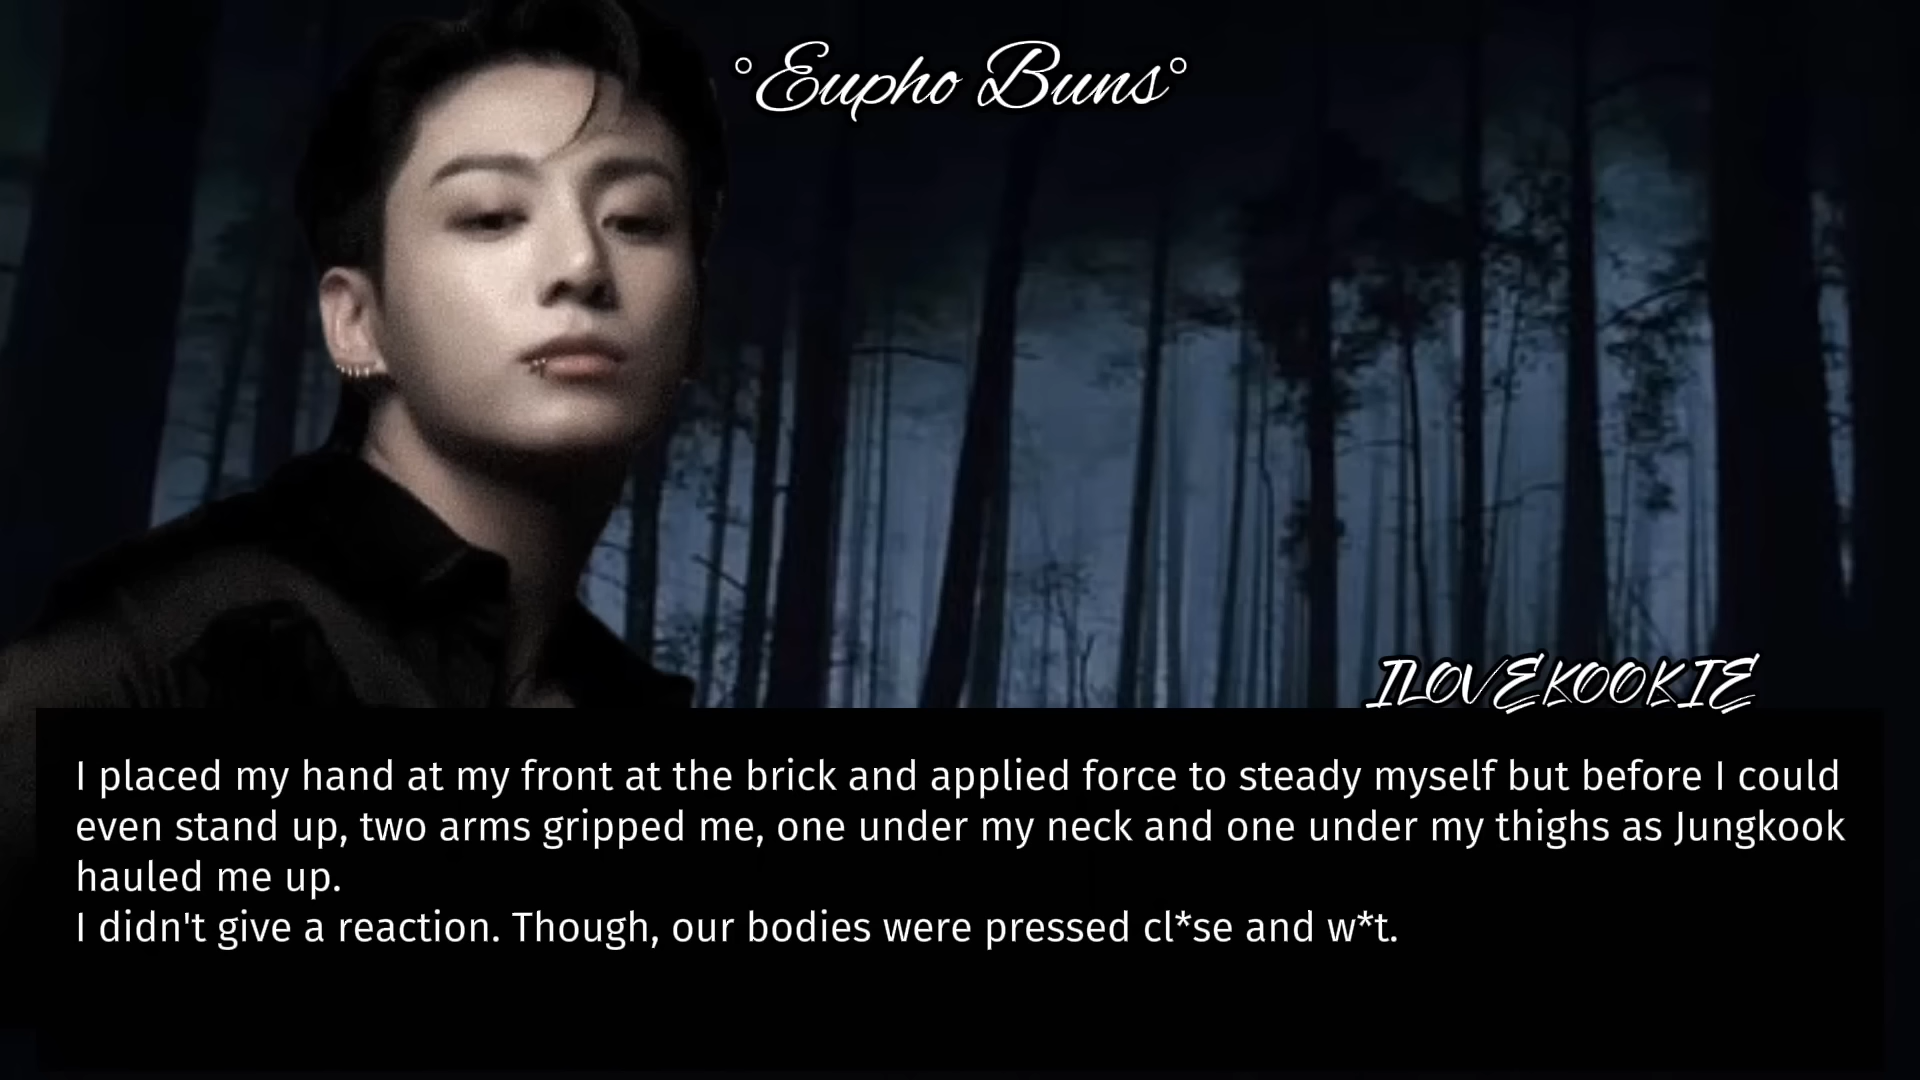 °Eupho Buns°
ILOVEKOOKIE
I placed my hand at my front at the brick and applied force to steady myself but before I could
even stand up, two arms gripped me, one under my neck and one under my thighs as Jungkook
hauled me up.
I didn't give a reaction. Though, our bodies were pressed cl*se and w*t.